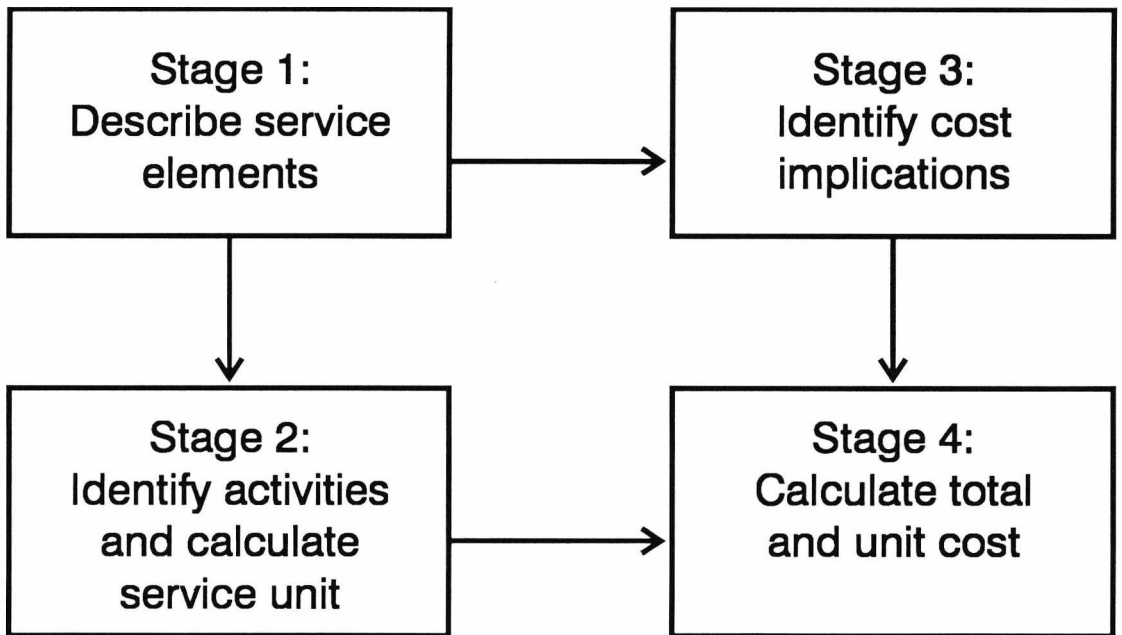 Stage 1:
Describe service
elements
Stage 3:
Identify cost
implications
Stage 2:
Identify activities
and calculate
service unit
Stage 4:
Calculate total
and unit cost